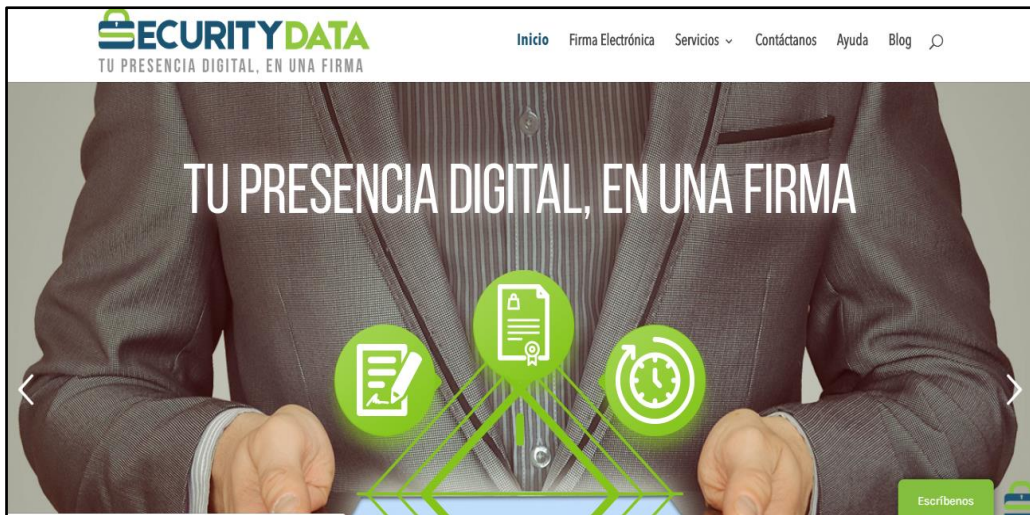 SECURITYDATA
TU PRESENCIA DIGITAL, EN UNA FIRMA
Inicio Firma Electrónica Servicios Contáctanos Ayuda Blog
TU PRESENCIA DIGITAL, EN UNA FIRMA
Escríbenos